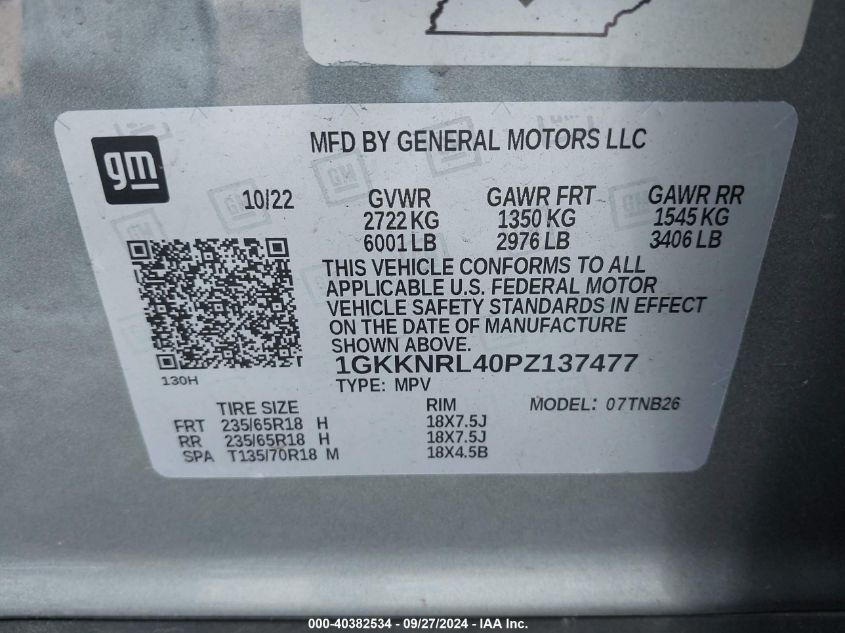 gm
MFD BY GENERAL MOTORS LLC
10/22 GVWR GAWR FRT GAWR RR
2722 KG 1350 KG 1545 KG
6001 LB 2976 LB 3406 LB
THIS VEHICLE CONFORMS TO ALL
APPLICABLE U.S. FEDERAL MOTOR
VEHICLE SAFETY STANDARDS IN EFFECT
ON THE DATE OF MANUFACTURE
SHOWN ABOVE.
130H
1GKKNRL40PZ137477
TYPE: MPV
TIRE SIZE RIM MODEL: 07TNB26
FRT 235/65R18 H 18X7.5J
RR 235/65R18 H 18X7.5J
SPA T135/70R18 M 18X4.5B
000-40382534 - 09/27/2024 - IAA Inc.